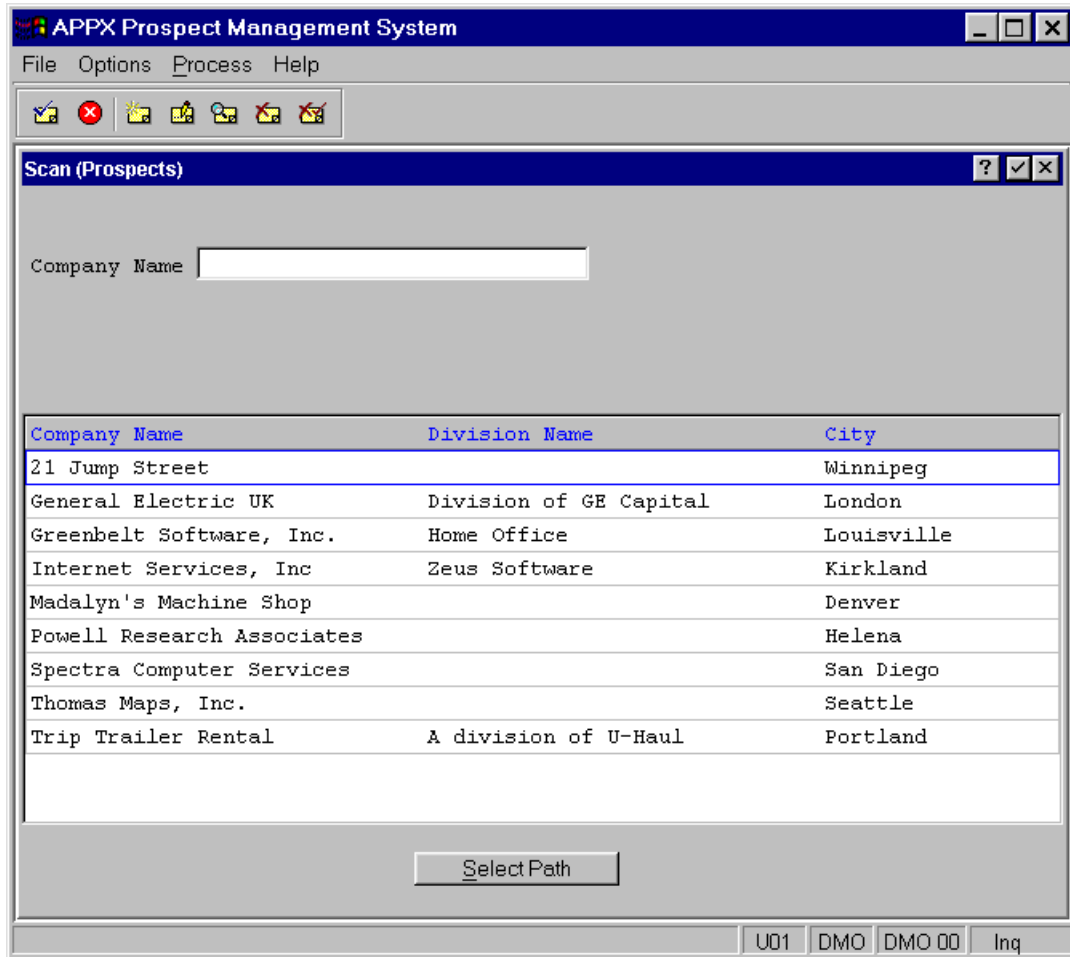 APPX Prospect Management System
File Options Process Help
Scan (Prospects)
Company Name
Company Name Division Name City
21 Jump Street Winnipeg
General Electric UK Division of GE Capital London
Greenbelt Software, Inc. Home Office Louisville
Internet Services, Inc Zeus Software Kirkland
Madalyn's Machine Shop Denver
Powell Research Associates Helena
Spectra Computer Services San Diego
Thomas Maps, Inc. Seattle
Trip Trailer Rental A division of U-Haul Portland
Select Path
U01 DMO DMO 00 Inq